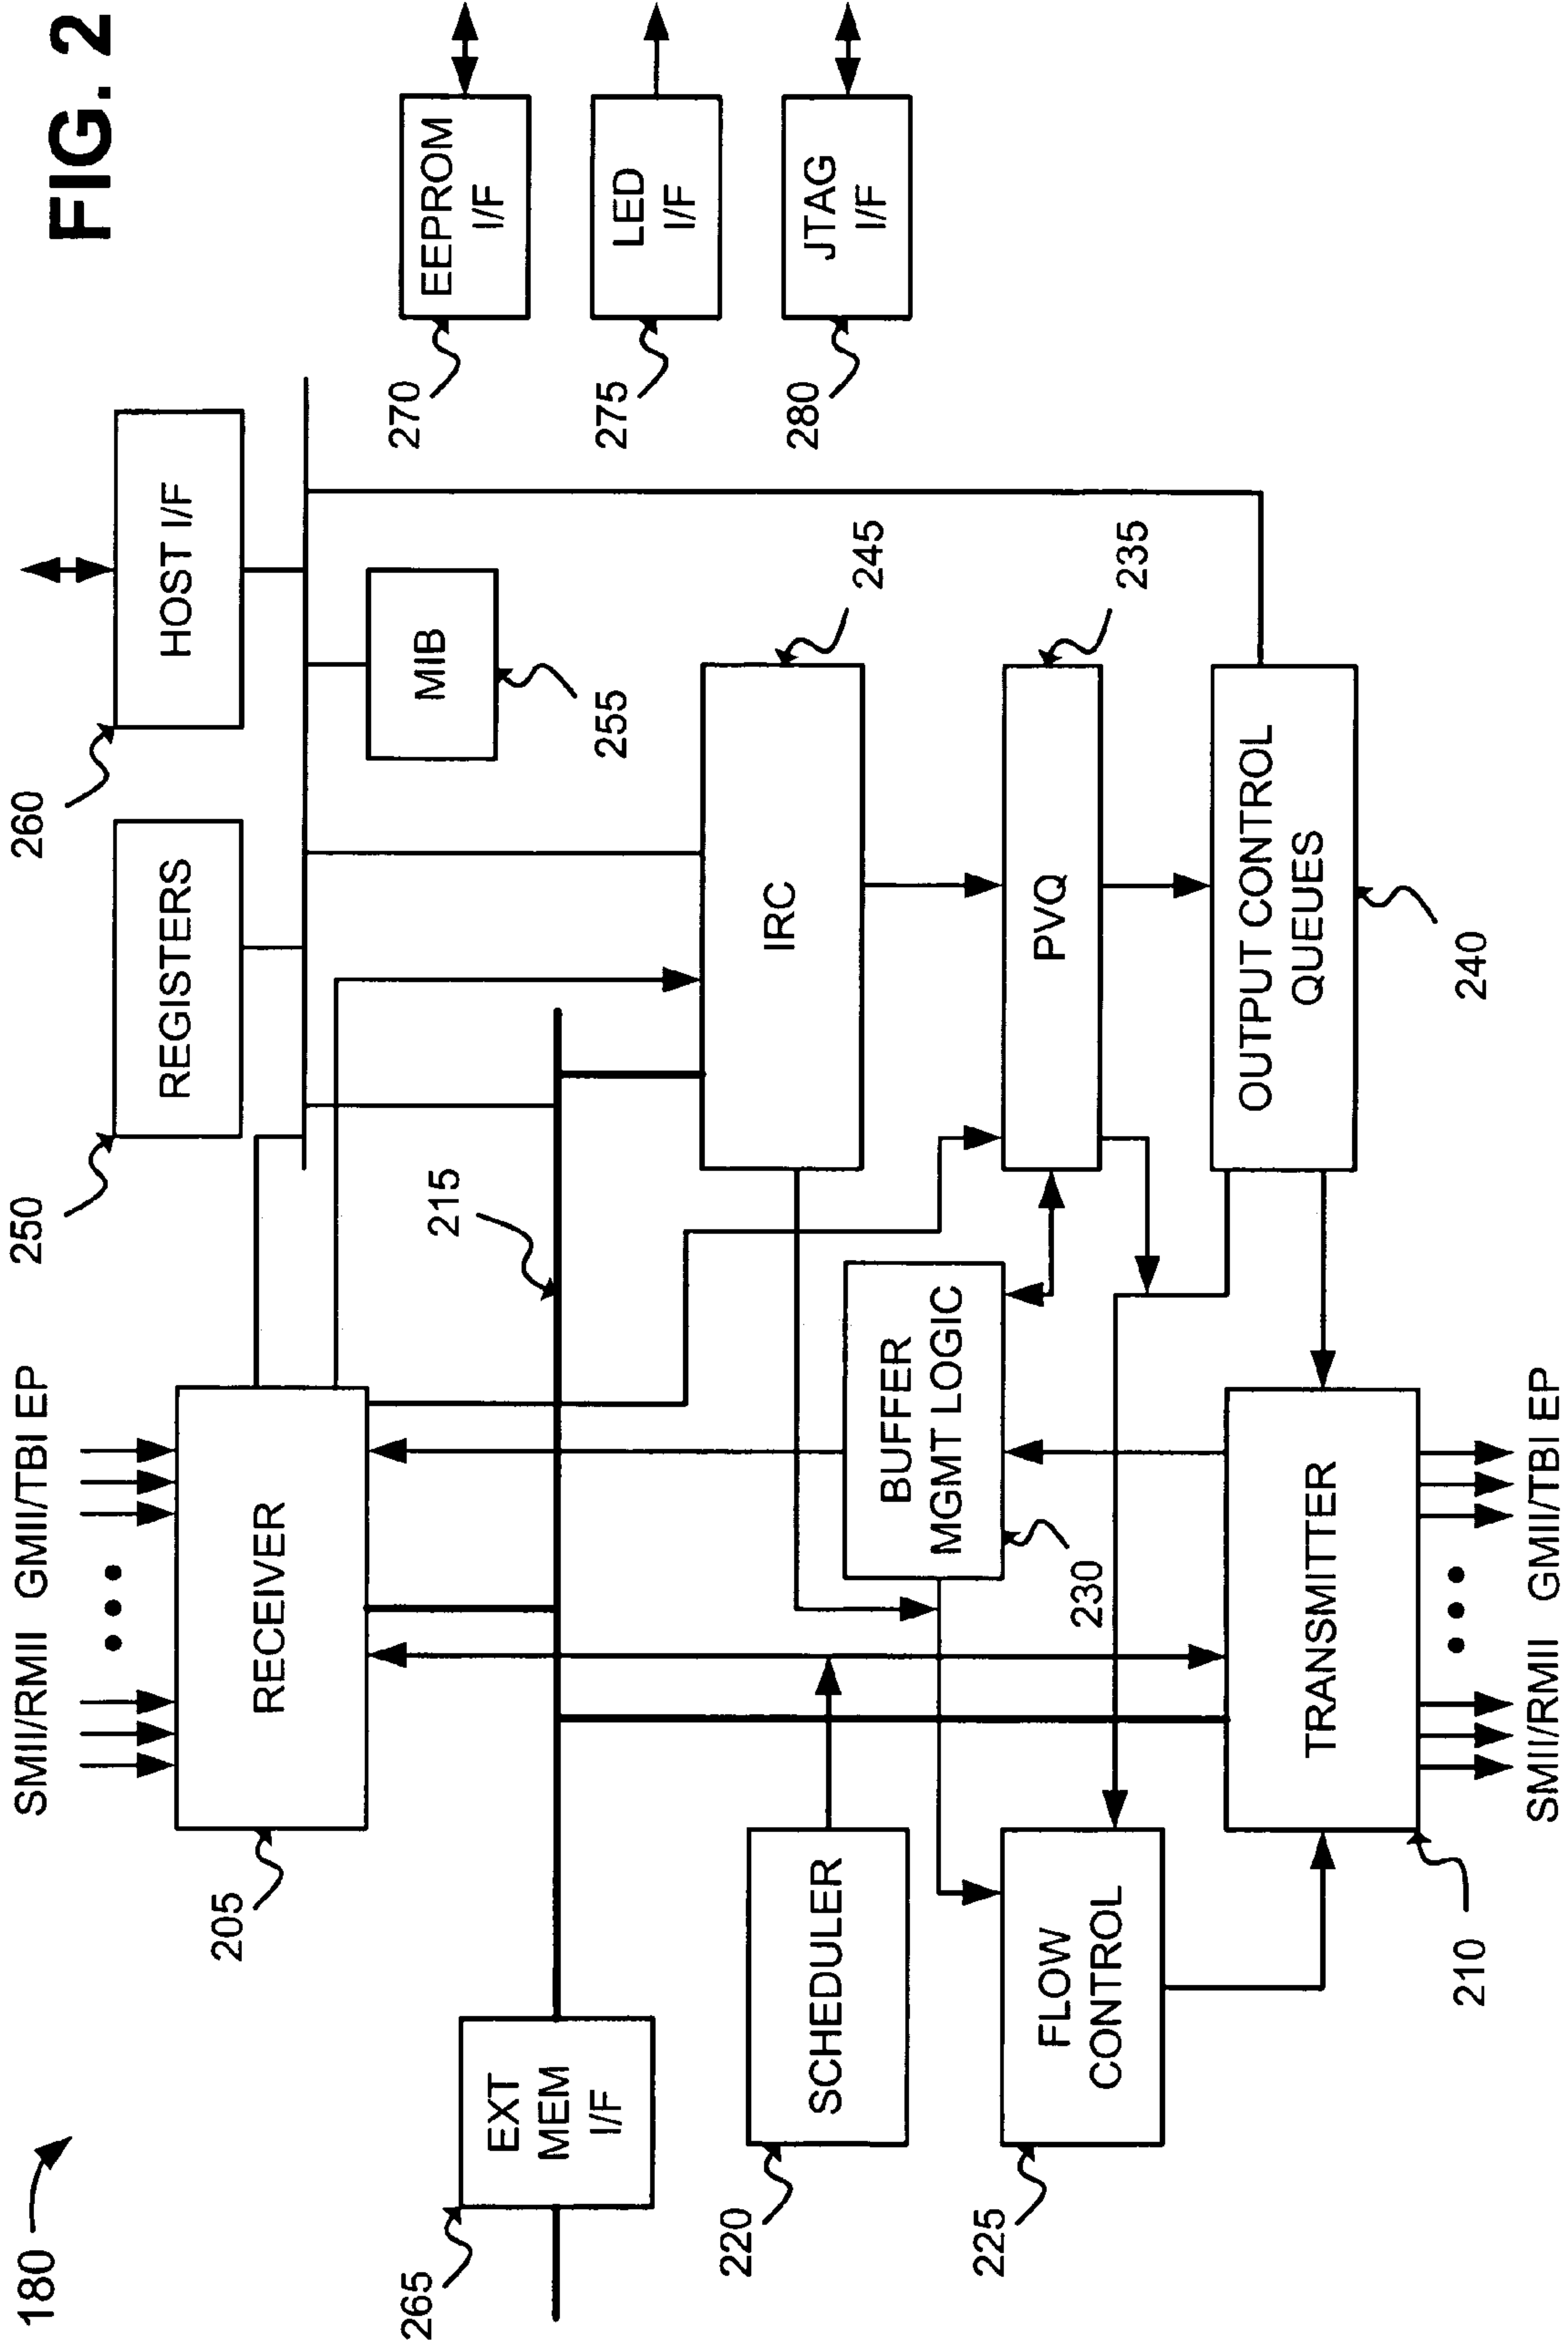 FIG. 2
180
SMII/RMII GMII/TBI EP
250
260
REGISTERS
HOST I/F
RECEIVER
205
MIB
255
EXT
MEM
I/F
265
215
EEPROM
I/F
270
LED
I/F
275
JTAG
I/F
280
SCHEDULER
220
IRC
245
BUFFER
MGMT LOGIC
230
FLOW
CONTROL
225
PVQ
235
TRANSMITTER
210
OUTPUT CONTROL
QUEUES
240
SMII/RMII GMII/TBI EP